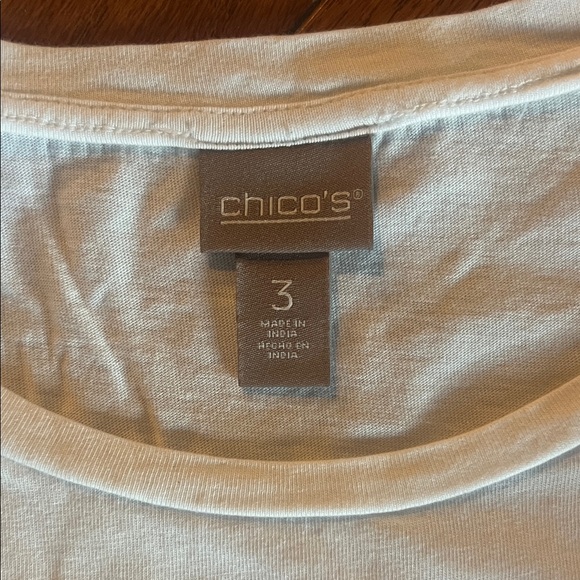 chico's®
3
MADE IN
INDIA
HECHO EN
INDIA